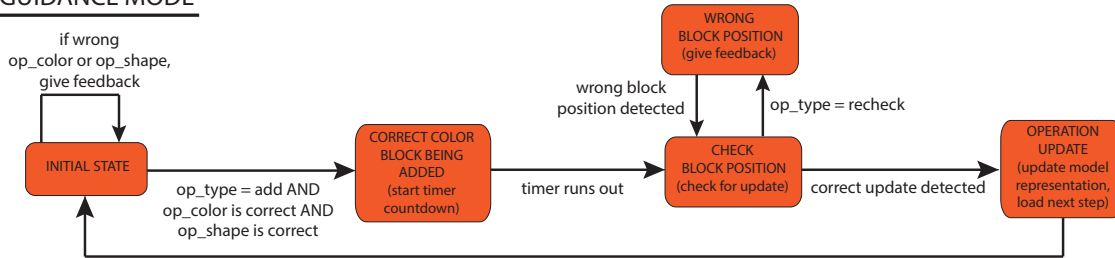 GUIDANCE MODE
if wrong
op_color or op_shape,
give feedback
INITIAL STATE
op_type = add AND
op_color is correct AND
op_shape is correct
CORRECT COLOR
BLOCK BEING
ADDED
(start timer
countdown)
timer runs out
WRONG
BLOCK POSITION
(give feedback)
wrong block
position detected
op_type = recheck
CHECK
BLOCK POSITION
(check for update)
correct update detected
OPERATION
UPDATE
(update model
representation,
load next step)